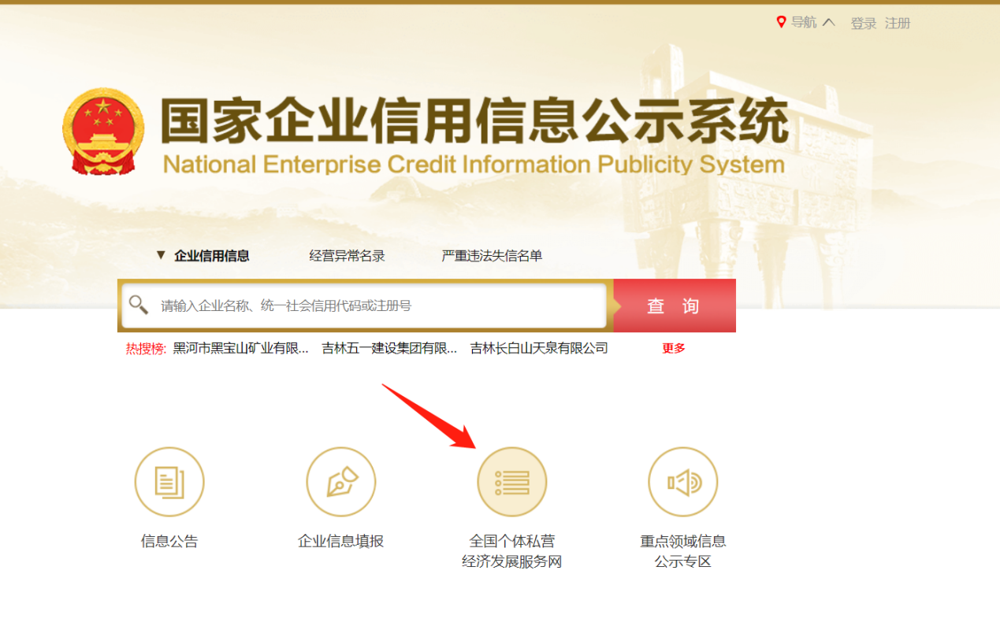 导航 登录 注册
国家企业信用信息公示系统
National Enterprise Credit Information Publicity System
▼ 企业信用信息 经营异常名录 严重违法失信名单
请输入企业名称、统一社会信用代码或注册号 查 询
热搜榜: 黑河市黑宝山矿业有限... 吉林五一建设集团有限... 吉林长白山天泉有限公司 更多
信息公告
企业信息填报
全国个体私营
经济发展服务网
重点领域信息
公示专区